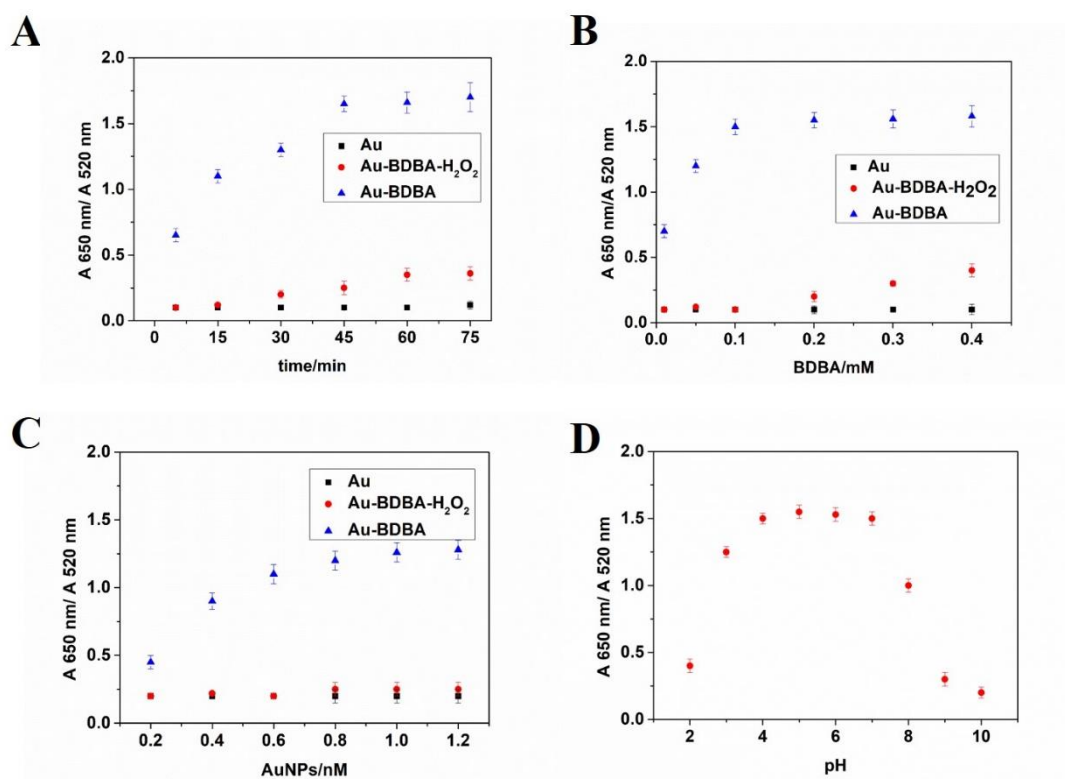 A
A 650 nm/ A 520 nm
2.0
1.5
1.0
0.5
0.0
Au
Au-BDBA-H₂O₂
Au-BDBA
0 15 30 45 60 75
time/min
B
A 650 nm/A 520 nm
2.0
1.5
1.0
0.5
0.0
Au
Au-BDBA-H₂O₂
Au-BDBA
0.0 0.1 0.2 0.3 0.4
BDBA/mM
C
A 650 nm/ A 520 nm
2.0
1.5
1.0
0.5
0.0
Au
Au-BDBA-H₂O₂
Au-BDBA
0.2 0.4 0.6 0.8 1.0 1.2
AuNPs/nM
D
A 650 nm/ A 520 nm
2.0
1.5
1.0
0.5
0.0
2 4 6 8 10
pH